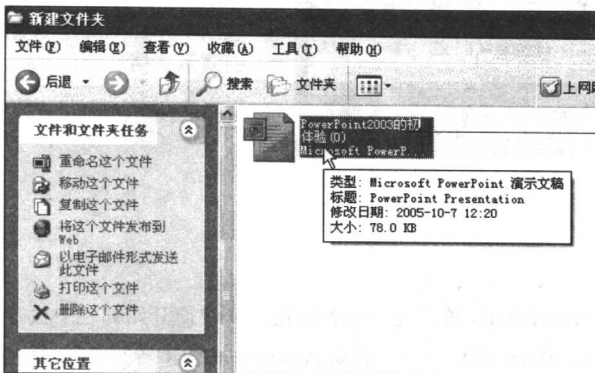 新建文件夹
文件(F) 编辑(E) 查看(V) 收藏(A) 工具(T) 帮助(H)
后退 搜索 文件夹 上网
文件和文件夹任务
重命名这个文件
移动这个文件
复制这个文件
将这个文件发布到
Web
以电子邮件形式发送
此文件
打印这个文件
删除这个文件
其它位置
PowerPoint2003的初
体验(0)
Microsoft PowerP...
类型: Microsoft PowerPoint 演示文稿
标题: PowerPoint Presentation
修改日期: 2005-10-7 12:20
大小: 78.0 KB